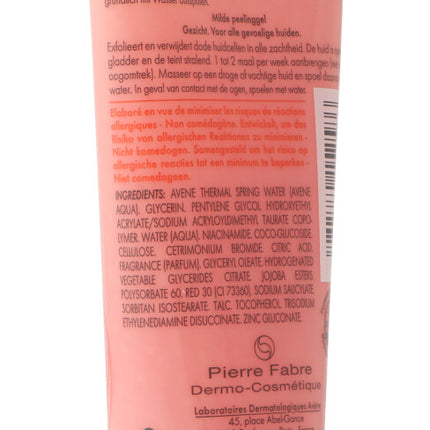 gründlich mit Wasser ausspülen.
Milde peelinggel
Gezicht. Voor alle gevoelige huiden.
Exfolieert en verwijdert dode huidcellen in alle zachtheid. De huid is
gladder en de teint stralend. 1 tot 2 maal per week aanbrengen
oogomtrek). Masseer op een droge of vochtige huid en spoel
water. In geval van contact met de ogen, spoelen met water.
Elaboré en vue de minimiser les risques de réactions
allergiques - Non comédogène. Entwickelt, um das
Risiko von allergischen Reaktionen zu minimieren -
Nicht komedogen. Samengesteld om het risico op
allergische reacties tot een minimum te beperken -
Niet comedogeen
INGREDIENTS: AVENE THERMAL SPRING WATER (AVENE
AQUA). GLYCERIN. PENTYLENE GLYCOL. HYDROXYETHYL
ACRYLATE/SODIUM ACRYLOYLDIMETHYL TAURATE COPO-
LYMER. WATER (AQUA). NIACINAMIDE. COCO-GLUCOSIDE.
CELLULOSE. CETRIMONIUM BROMIDE. CITRIC ACID.
FRAGRANCE (PARFUM). GLYCERYL OLEATE. HYDROGENATED
VEGETABLE GLYCERIDES CITRATE. JOJOBA ESTERS.
POLYSORBATE 60. RED 30 (CI 73360). SODIUM SALICYLATE.
SORBITAN ISOSTEARATE. TALC. TOCOPHEROL. TRISODIUM
ETHYLENEDIAMINE DISUCCINATE. ZINC GLUCONATE.
Pierre Fabre
Dermo-Cosmétique
Laboratoires Dermatologiques Avène
45, place Abel-Gance